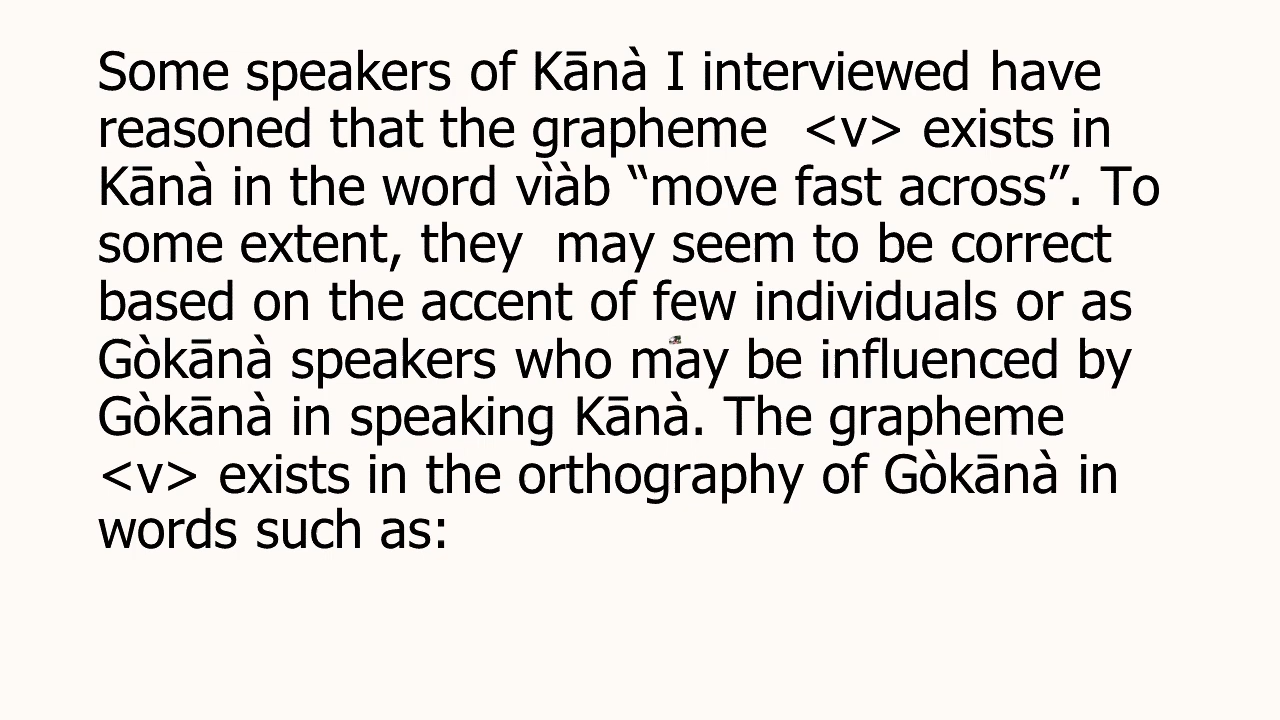 Some speakers of Kānà I interviewed have
reasoned that the grapheme  <v> exists in
Kānà in the word vìàb “move fast across”. To
some extent, they  may seem to be correct
based on the accent of few individuals or as
Gòkānà speakers who may be influenced by
Gòkānà in speaking Kānà. The grapheme
<v> exists in the orthography of Gòkānà in
words such as: